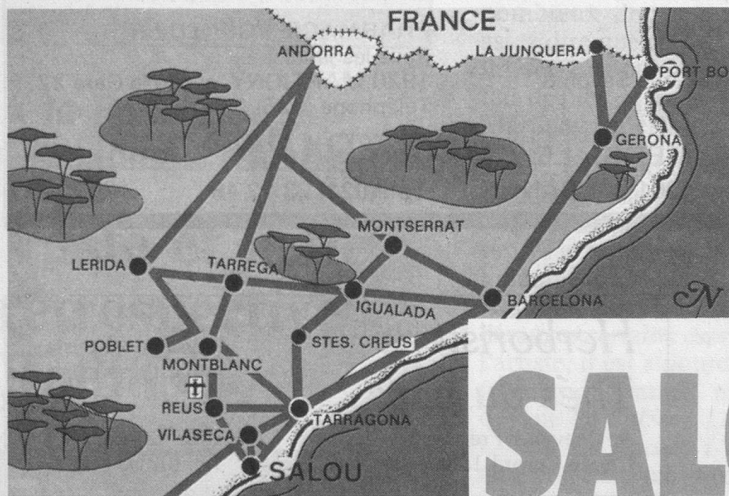 FRANCE
ANDORRA
LA JUNQUERA
PORT BO
GERONA
MONTSERRAT
LERIDA
TARREGA
IGUALADA
BARCELONA
N
POBLET
MONTBLANC
STES. CREUS
REUS
TARRAGONA
VILASECA
SALOU